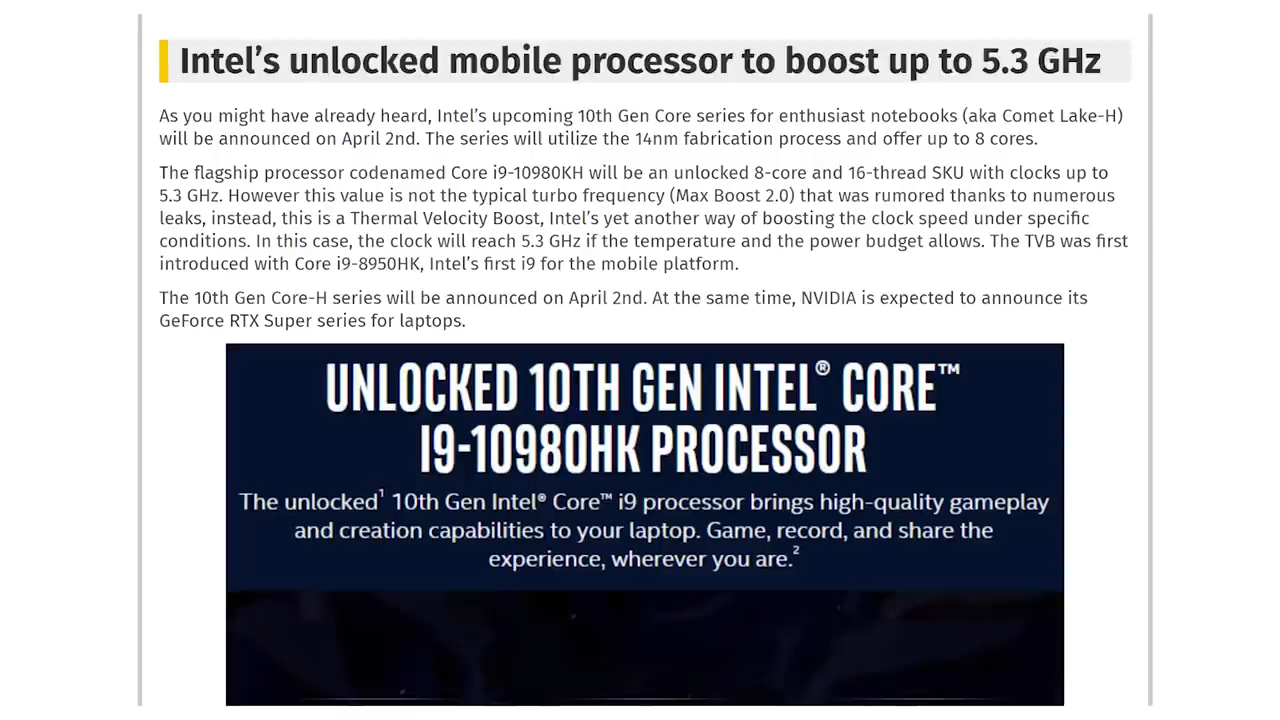 Intel’s unlocked mobile processor to boost up to 5.3 GHz
As you might have already heard, Intel’s upcoming 10th Gen Core series for enthusiast notebooks (aka Comet Lake-H)
will be announced on April 2nd. The series will utilize the 14nm fabrication process and offer up to 8 cores.
The flagship processor codenamed Core i9-10980KH will be an unlocked 8-core and 16-thread SKU with clocks up to
5.3 GHz. However this value is not the typical turbo frequency (Max Boost 2.0) that was rumored thanks to numerous
leaks, instead, this is a Thermal Velocity Boost, Intel’s yet another way of boosting the clock speed under specific
conditions. In this case, the clock will reach 5.3 GHz if the temperature and the power budget allows. The TVB was first
introduced with Core i9-8950HK, Intel’s first i9 for the mobile platform.
The 10th Gen Core-H series will be announced on April 2nd. At the same time, NVIDIA is expected to announce its
GeForce RTX Super series for laptops.
UNLOCKED 10TH GEN INTEL® CORE™
I9-10980HK PROCESSOR
The unlocked¹ 10th Gen Intel® Core™ i9 processor brings high-quality gameplay
and creation capabilities to your laptop. Game, record, and share the
experience, wherever you are.²